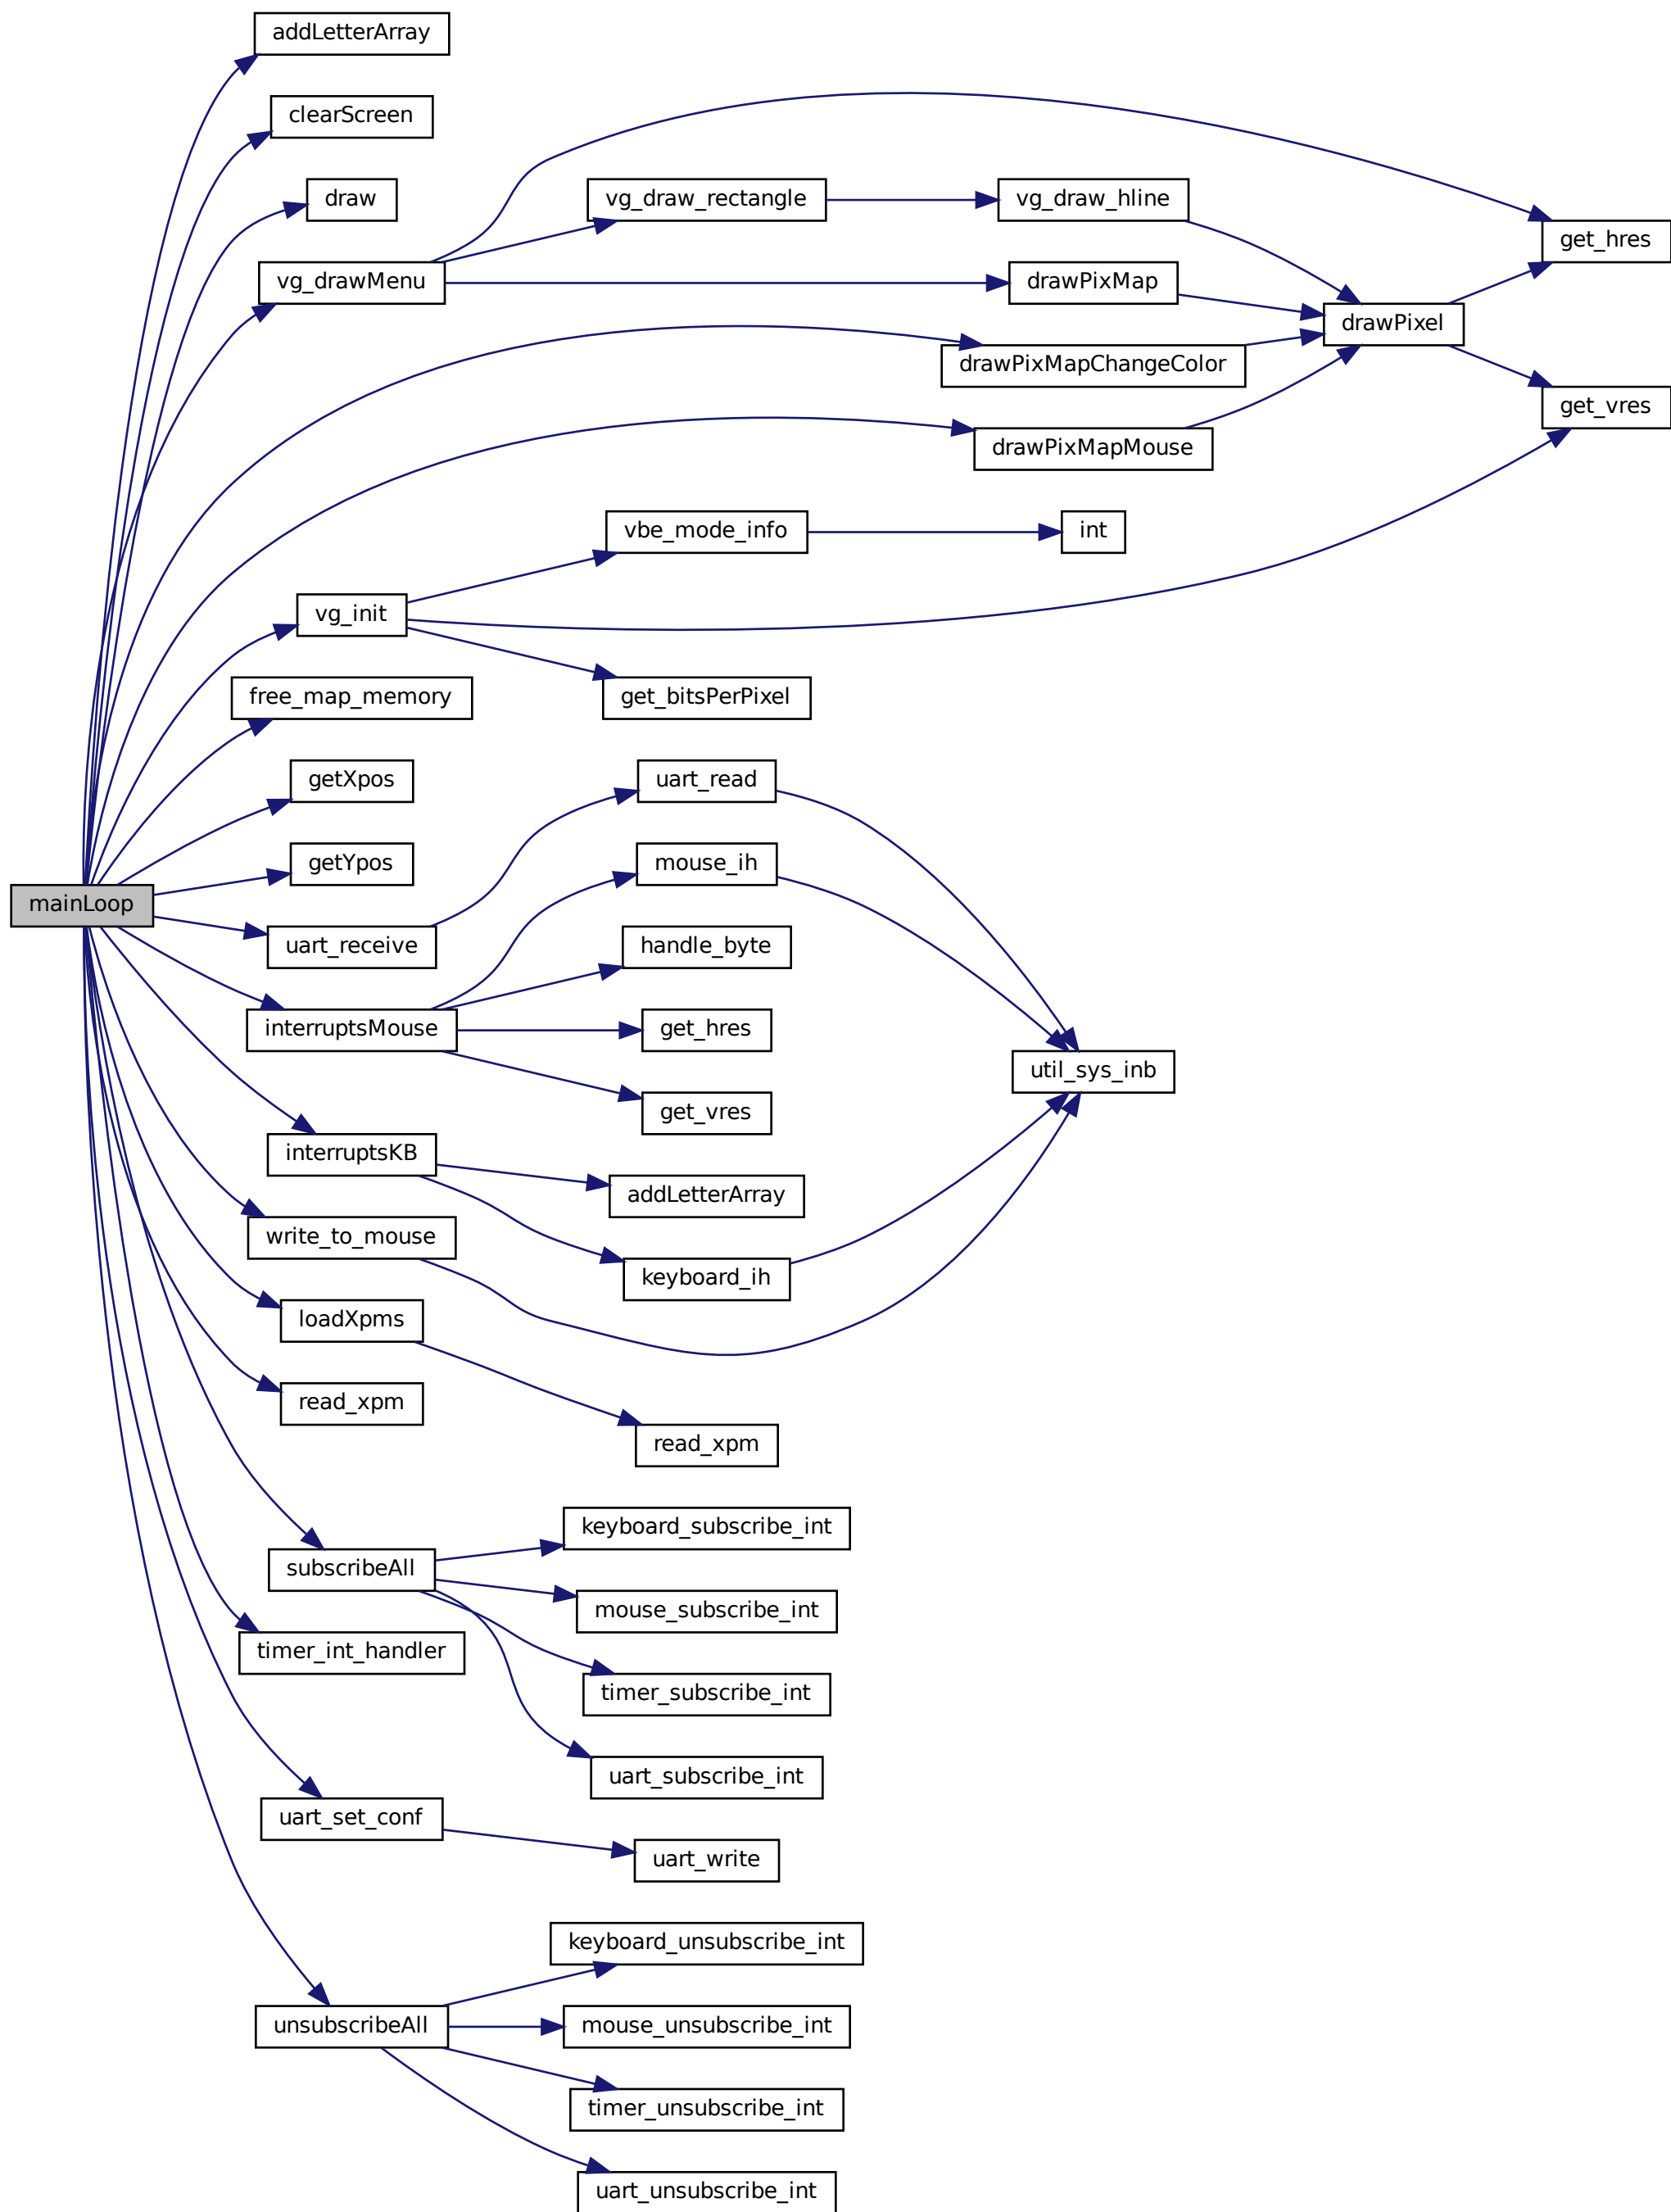 addLetterArray
clearScreen
draw
vg_drawMenu
vg_draw_rectangle
vg_draw_hline
get_hres
drawPixMap
drawPixel
drawPixMapChangeColor
get_vres
drawPixMapMouse
vbe_mode_info
int
vg_init
get_bitsPerPixel
free_map_memory
getXpos
uart_read
getYpos
mouse_ih
mainLoop
uart_receive
handle_byte
interruptsMouse
get_hres
util_sys_inb
get_vres
interruptsKB
addLetterArray
write_to_mouse
keyboard_ih
loadXpms
read_xpm
read_xpm
keyboard_subscribe_int
subscribeAll
mouse_subscribe_int
timer_int_handler
timer_subscribe_int
uart_subscribe_int
uart_set_conf
uart_write
keyboard_unsubscribe_int
unsubscribeAll
mouse_unsubscribe_int
timer_unsubscribe_int
uart_unsubscribe_int